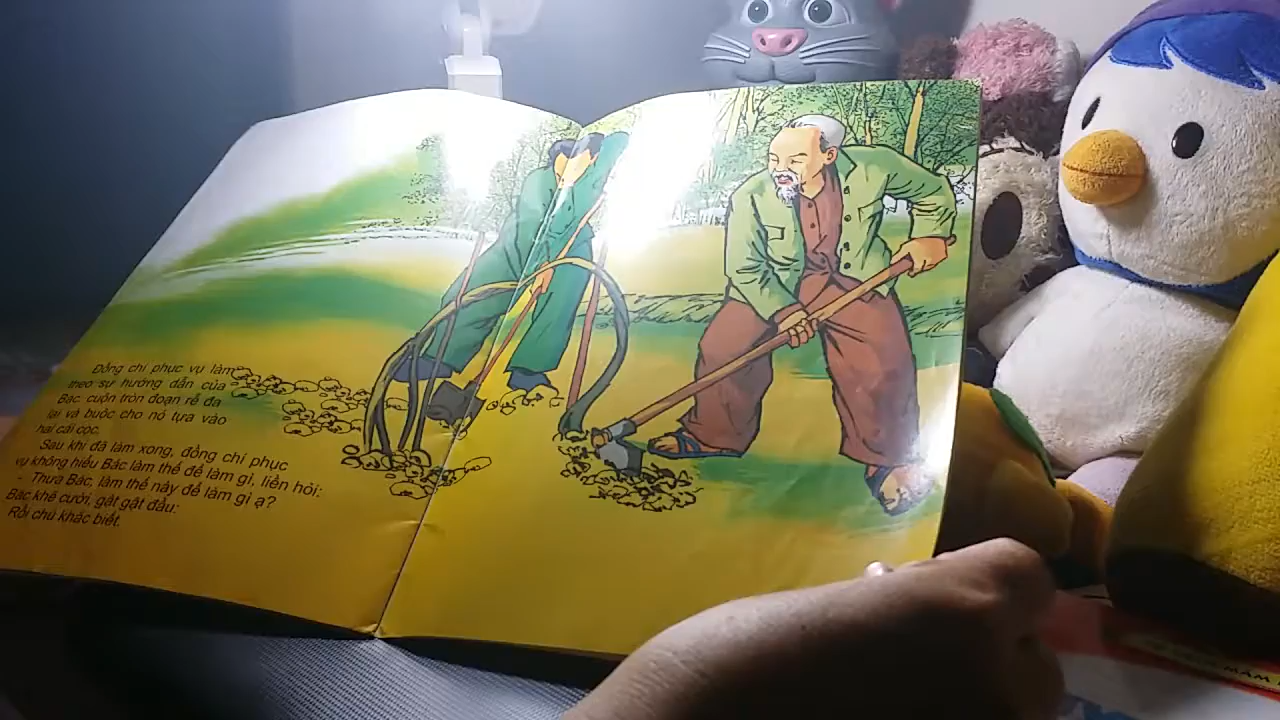 Đồng chí phục vụ làm
theo sự hướng dẫn của
Bác, cuộn tròn đoạn rễ đa
lại và buộc cho nó tựa vào
hai cái cọc.
Sau khi đã làm xong, đồng chí phục
vụ không hiểu Bác làm thế để làm gì, liền hỏi:
- Thưa Bác, làm thế này để làm gì ạ?
Bác khẽ cười, gật gật đầu:
Rồi chú khắc biết.